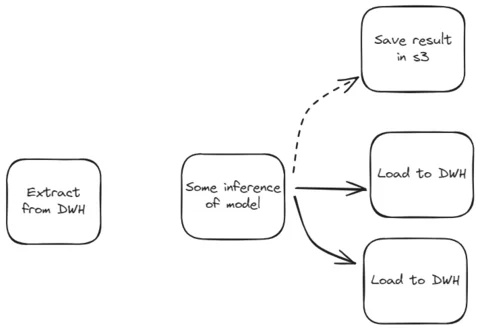 Save result
in s3
Extract
from DWH
Some inference
of model
Load to DWH
Load to DWH